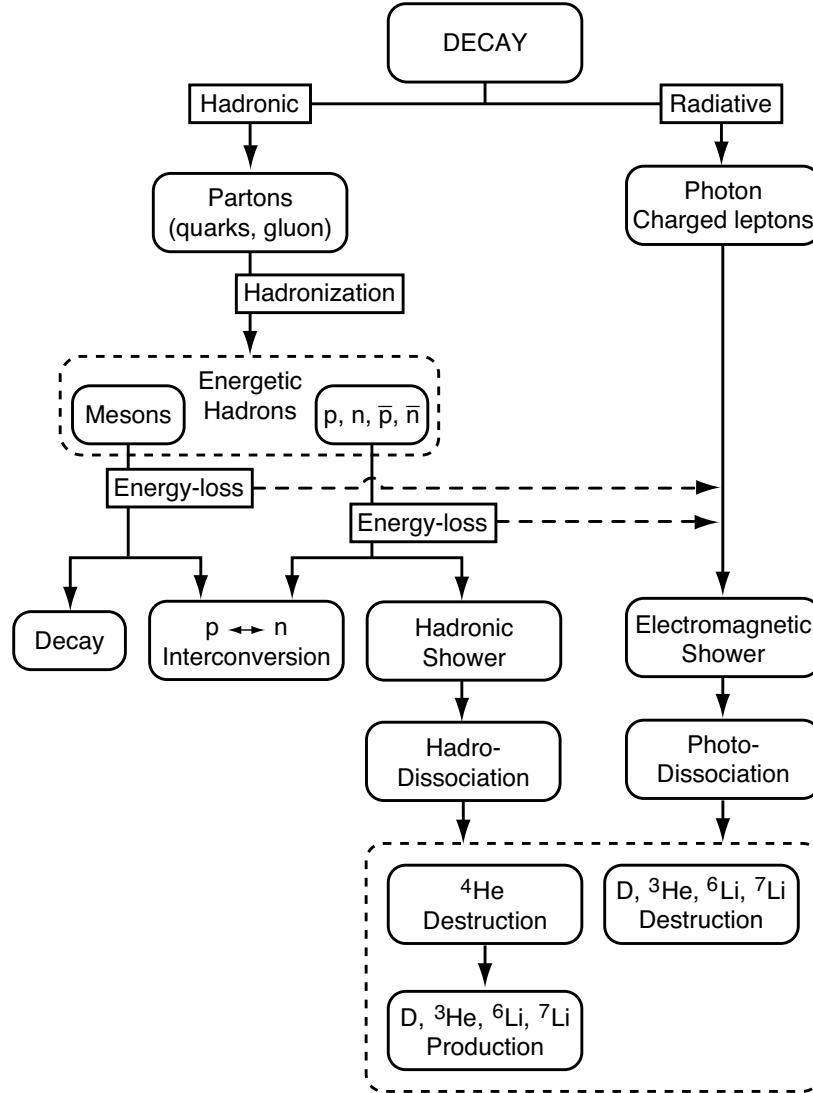 DECAY
Hadronic
Radiative
Partons
(quarks, gluon)
Photon
Charged leptons
Hadronization
Energetic
Hadrons
Mesons
p, n, p̅, n̅
Energy-loss
Energy-loss
Decay
p ↔ n
Interconversion
Hadronic
Shower
Electromagnetic
Shower
Hadro-
Dissociation
Photo-
Dissociation
⁴He
Destruction
D, ³He, ⁶Li, ⁷Li
Destruction
D, ³He, ⁶Li, ⁷Li
Production